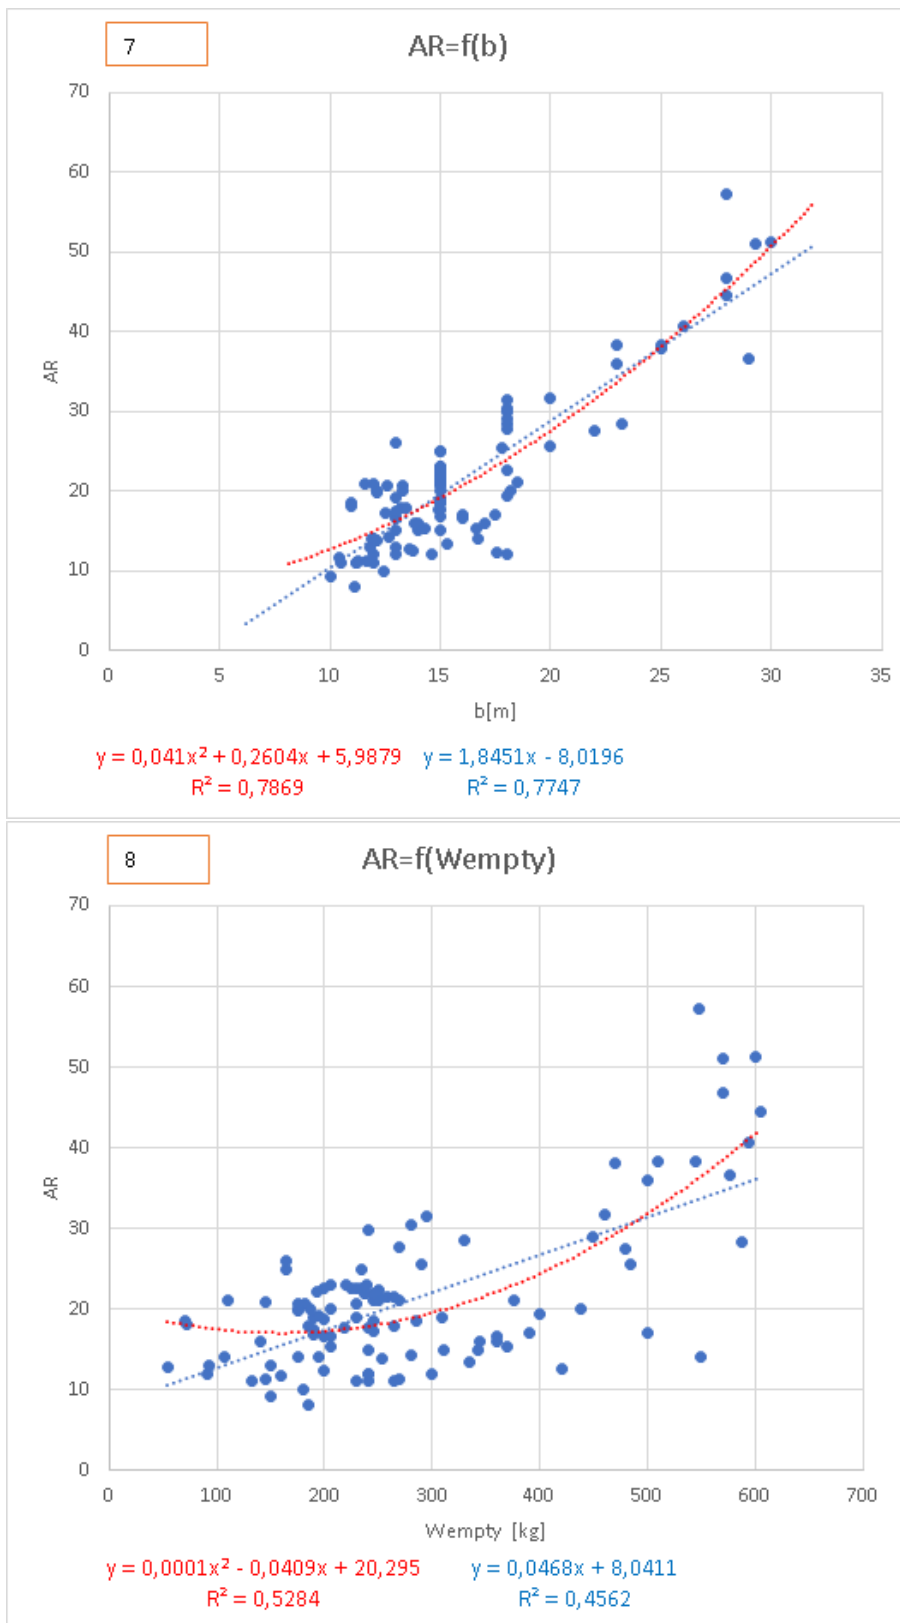 7
AR=f(b)
70
60
50
40
30
20
10
0
AR
0 5 10 15 20 25 30 35
b[m]
y = 0,041x² + 0,2604x + 5,9879 y = 1,8451x - 8,0196
R² = 0,7869 R² = 0,7747
8
AR=f(Wempty)
70
60
50
40
30
20
10
0
AR
0 100 200 300 400 500 600 700
Wempty [kg]
y = 0,0001x² - 0,0409x + 20,295 y = 0,0468x + 8,0411
R² = 0,5284 R² = 0,4562